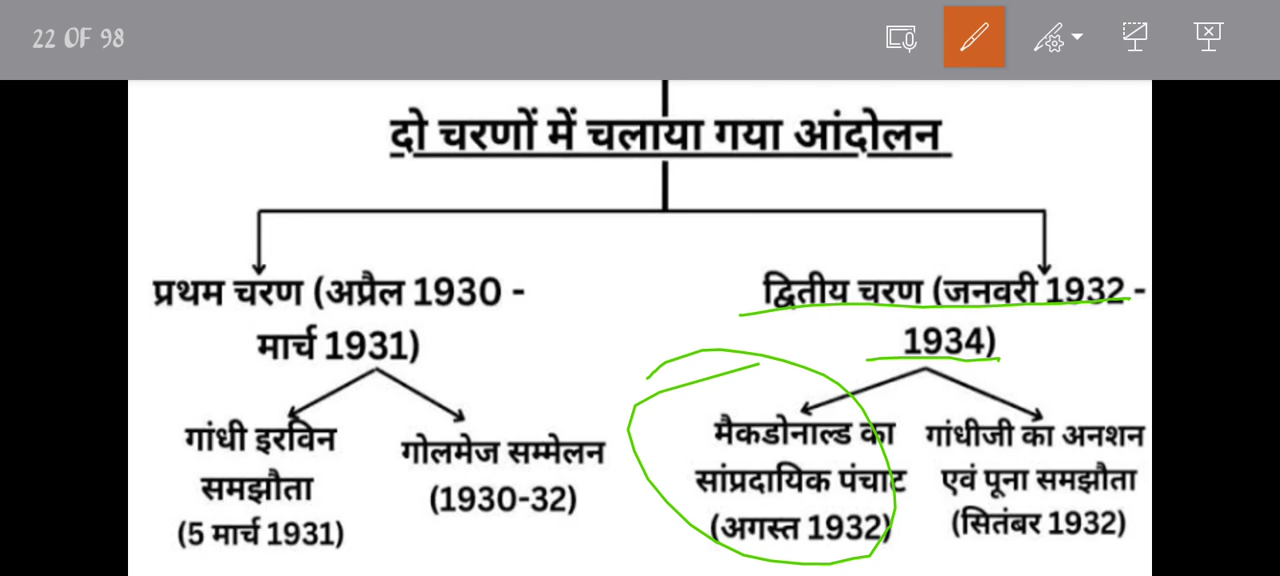 22 OF 98
दो चरणों में चलाया गया आंदोलन
प्रथम चरण (अप्रैल 1930 -
मार्च 1931)
गांधी इरविन
समझौता
(5 मार्च 1931)
गोलमेज सम्मेलन
(1930-32)
द्वितीय चरण (जनवरी 1932 -
1934)
मैकडोनाल्ड का
सांप्रदायिक पंचाट
(अगस्त 1932)
गांधीजी का अनशन
एवं पूना समझौता
(सितंबर 1932)